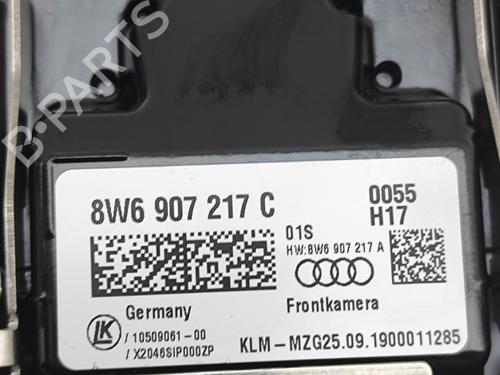 B-PARTS
8W6 907 217 C
0055
H17
01S
HW:8W6 907 217 A
Germany
Frontkamera
LK
/ 10509061-00
/ X2046SIP000ZP
KLM-MZG25.09.1900011285